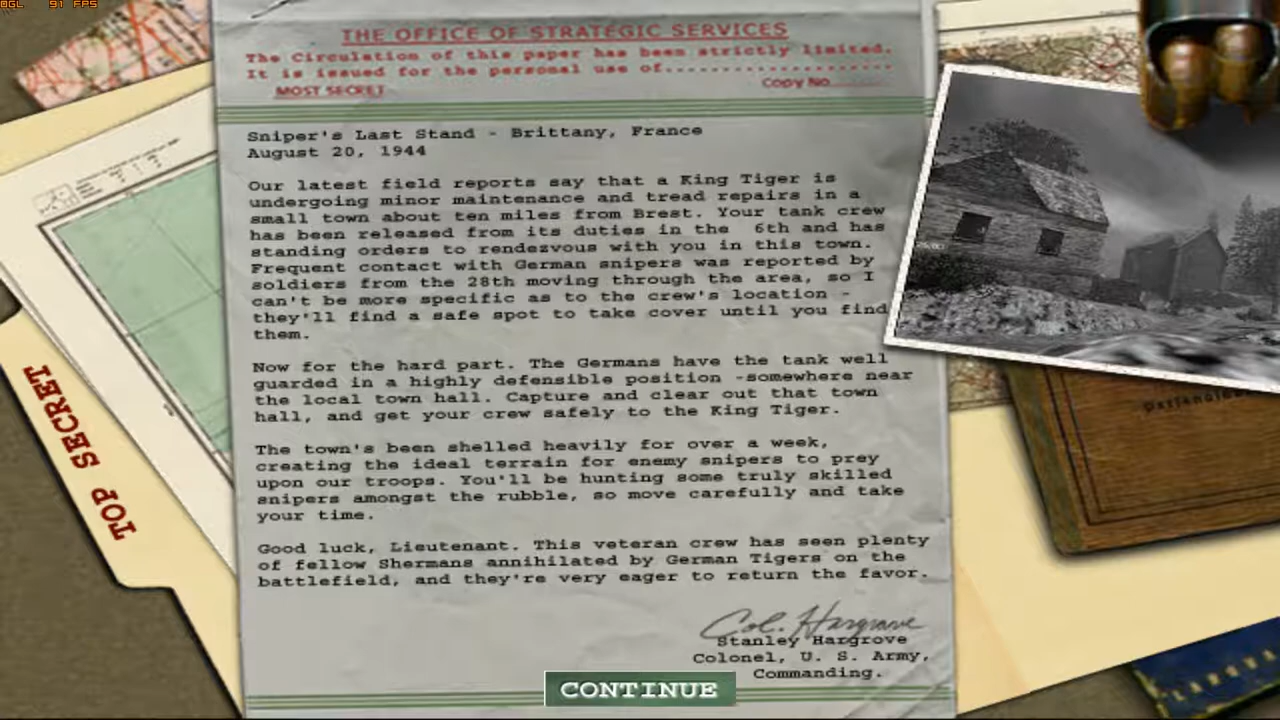 OGL 91 FPS
THE OFFICE OF STRATEGIC SERVICES
The Circulation of this paper has been strictly limited.
It is issued for the personal use of....................
MOST SECRET
Copy No.
Sniper's Last Stand - Brittany, France
August 20, 1944
Our latest field reports say that a King Tiger is
undergoing minor maintenance and tread repairs in a
small town about ten miles from Brest. Your tank crew
has been released from its duties in the 6th and has
standing orders to rendezvous with you in this town.
Frequent contact with German snipers was reported by
soldiers from the 28th moving through the area, so I
can't be more specific as to the crew's location -
they'll find a safe spot to take cover until you find
them.
Now for the hard part. The Germans have the tank well
guarded in a highly defensible position -somewhere near
the local town hall. Capture and clear out that town
hall, and get your crew safely to the King Tiger.
The town's been shelled heavily for over a week,
creating the ideal terrain for enemy snipers to prey
upon our troops. You'll be hunting some truly skilled
snipers amongst the rubble, so move carefully and take
your time.
Good luck, Lieutenant. This veteran crew has seen plenty
of fellow Shermans annihilated by German Tigers on the
battlefield, and they're very eager to return the favor.
Col. Hargrove
Stanley Hargrove
Colonel, U. S. Army,
Commanding.
CONTINUE
TOP SECRET